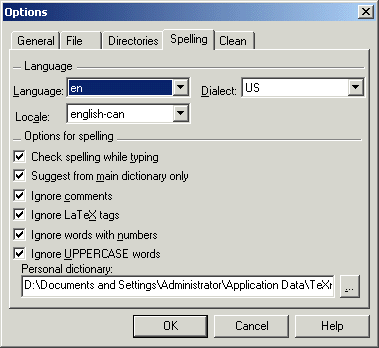 Options
General File Directories Spelling Clean
Language
Language: en Dialect: US
Locale: english-can
Options for spelling
Check spelling while typing
Suggest from main dictionary only
Ignore comments
Ignore LaTeX tags
Ignore words with numbers
Ignore UPPERCASE words
Personal dictionary:
D:\Documents and Settings\Administrator\Application Data\TeXn ...
OK Cancel Help